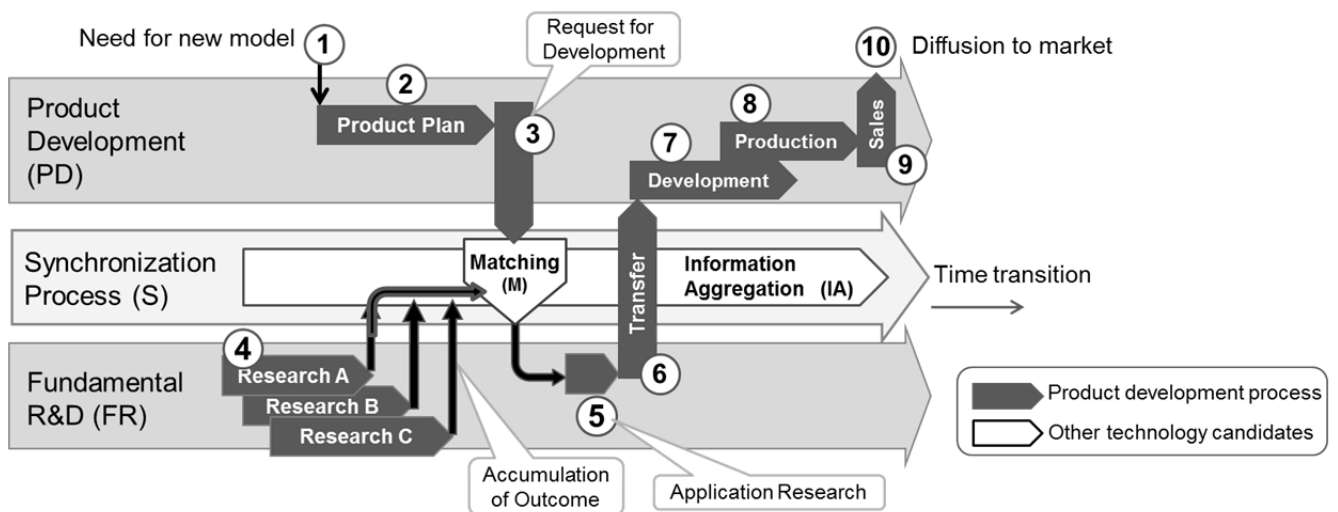 Need for new model
1
Request for
Development
10
Diffusion to market
Product
Development
(PD)
2
Product Plan
3
7
Development
8
Production
Sales
9
Synchronization
Process (S)
Matching
(M)
Transfer
Information
Aggregation (IA)
Time transition
Fundamental
R&D (FR)
4
Research A
Research B
Research C
5
6
Accumulation
of Outcome
Application Research
Product development process
Other technology candidates